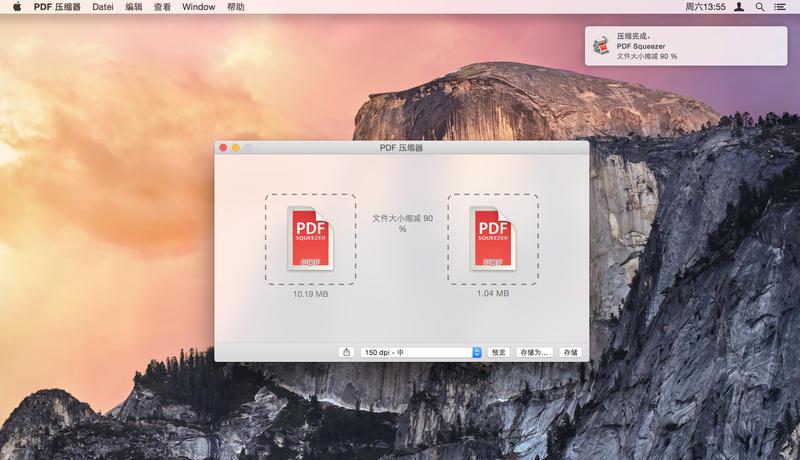 PDF 压缩器 Datei 编辑 查看 Window 帮助 周六13:55
压缩完成。
PDF Squeezer
文件大小缩减 90 %
PDF 压缩器
PDF
SQUEEZER
PDF
文件大小缩减 90
%
PDF
SQUEEZER
PDF
10.19 MB
1.04 MB
150 dpi - 中
预览
存储为...
存储